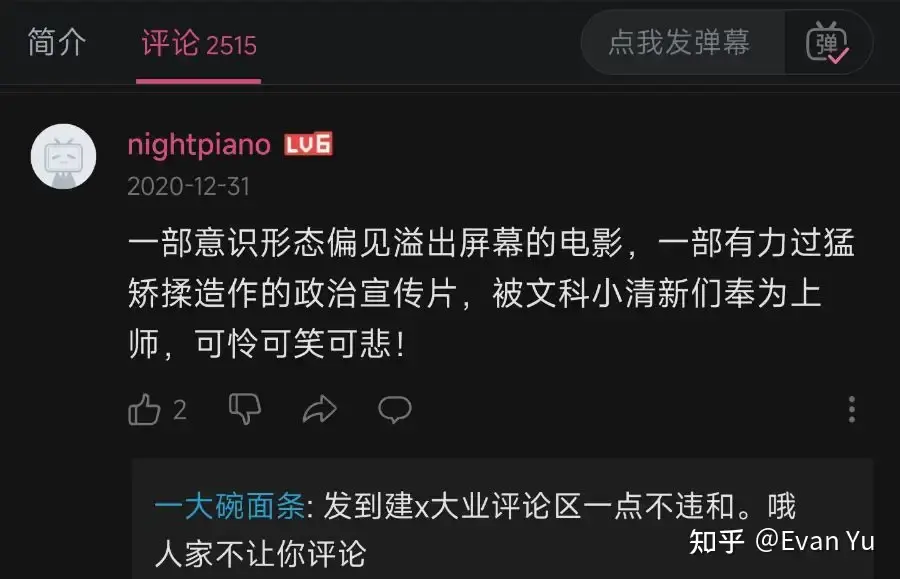 简介
评论 2515
点我发弹幕
弹
nightpiano LV6
2020-12-31
一部意识形态偏见溢出屏幕的电影，一部有力过猛
矫揉造作的政治宣传片，被文科小清新们奉为上
师，可怜可笑可悲！
2
一大碗面条: 发到建x大业评论区一点不违和。哦
人家不让你评论
知乎 @Evan Yu